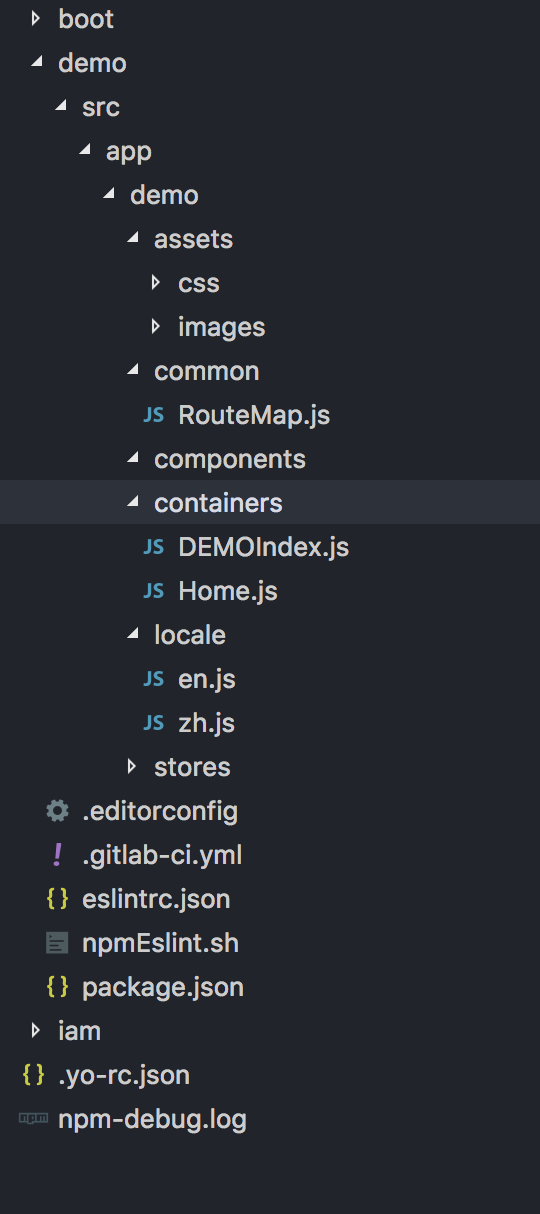 boot
demo
src
app
demo
assets
css
images
common
JS RouteMap.js
components
containers
JS DEMOIndex.js
JS Home.js
locale
JS en.js
JS zh.js
stores
.editorconfig
! .gitlab-ci.yml
{} eslintrc.json
npmEslint.sh
{} package.json
iam
{} .yo-rc.json
npm npm-debug.log